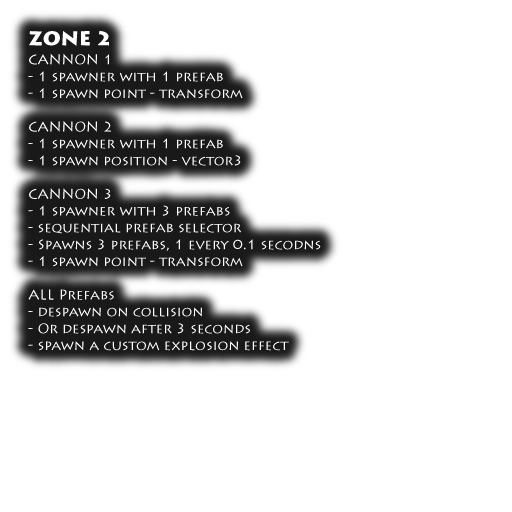 ZONE 2
CANNON 1
- 1 SPAWNER WITH 1 PREFAB
- 1 SPAWN POINT - TRANSFORM
CANNON 2
- 1 SPAWNER WITH 1 PREFAB
- 1 SPAWN POSITION - VECTOR3
CANNON 3
- 1 SPAWNER WITH 3 PREFABS
- SEQUENTIAL PREFAB SELECTOR
- SPAWNS 3 PREFABS, 1 EVERY 0.1 SECODNS
- 1 SPAWN POINT - TRANSFORM
ALL PREFABS
- DESPAWN ON COLLISION
- OR DESPAWN AFTER 3 SECONDS
- SPAWN A CUSTOM EXPLOSION EFFECT